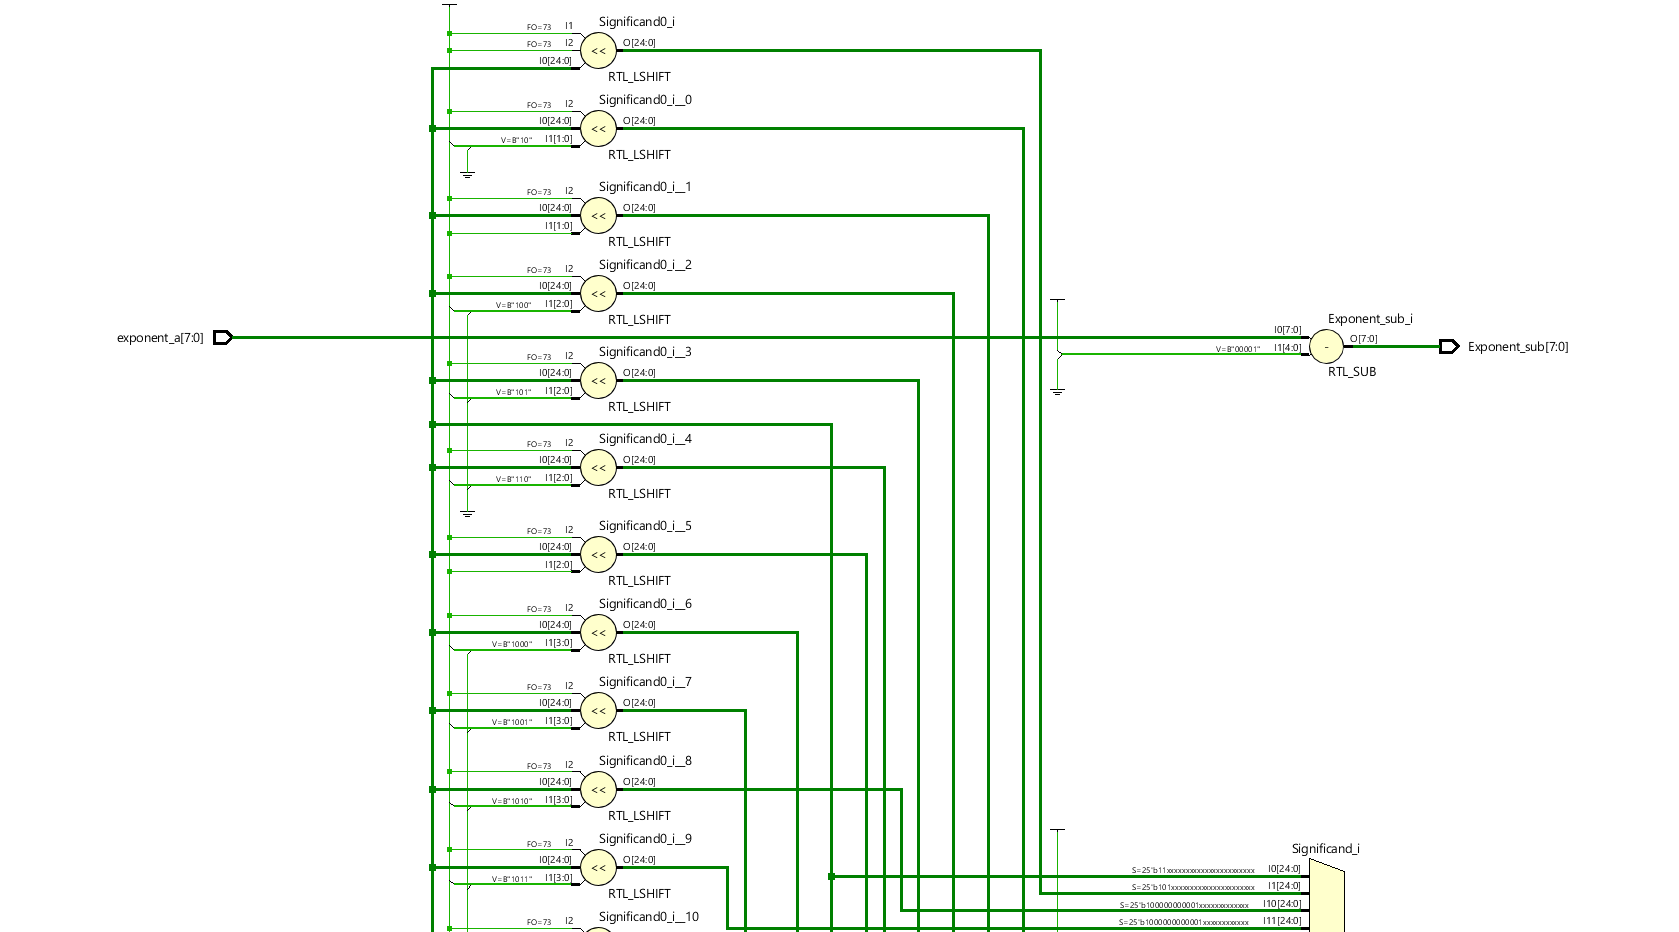 Significand0_i
FO=73 I1
FO=73 I2
I0[24:0]
<<
O[24:0]
RTL_LSHIFT
Significand0_i__0
FO=73 I2
I0[24:0]
V=B"10" I1[1:0]
<<
O[24:0]
RTL_LSHIFT
Significand0_i__1
FO=73 I2
I0[24:0]
I1[1:0]
<<
O[24:0]
RTL_LSHIFT
Significand0_i__2
FO=73 I2
I0[24:0]
V=B"100" I1[2:0]
<<
O[24:0]
RTL_LSHIFT
exponent_a[7:0]
Exponent_sub_i
I0[7:0]
V=B"00001" I1[4:0]
-
O[7:0]
RTL_SUB
Exponent_sub[7:0]
Significand0_i__3
FO=73 I2
I0[24:0]
V=B"101" I1[2:0]
<<
O[24:0]
RTL_LSHIFT
Significand0_i__4
FO=73 I2
I0[24:0]
V=B"110" I1[2:0]
<<
O[24:0]
RTL_LSHIFT
Significand0_i__5
FO=73 I2
I0[24:0]
I1[2:0]
<<
O[24:0]
RTL_LSHIFT
Significand0_i__6
FO=73 I2
I0[24:0]
V=B"1000" I1[3:0]
<<
O[24:0]
RTL_LSHIFT
Significand0_i__7
FO=73 I2
I0[24:0]
V=B"1001" I1[3:0]
<<
O[24:0]
RTL_LSHIFT
Significand0_i__8
FO=73 I2
I0[24:0]
V=B"1010" I1[3:0]
<<
O[24:0]
RTL_LSHIFT
Significand0_i__9
FO=73 I2
I0[24:0]
V=B"1011" I1[3:0]
<<
O[24:0]
RTL_LSHIFT
Significand0_i__10
FO=73 I2
Significand_i
S=25'b11xxxxxxxxxxxxxxxxxxxxxxx I0[24:0]
S=25'b101xxxxxxxxxxxxxxxxxxxxxx I1[24:0]
S=25'b100000000001xxxxxxxxxxxxx I10[24:0]
S=25'b1000000000001xxxxxxxxxxxx I11[24:0]